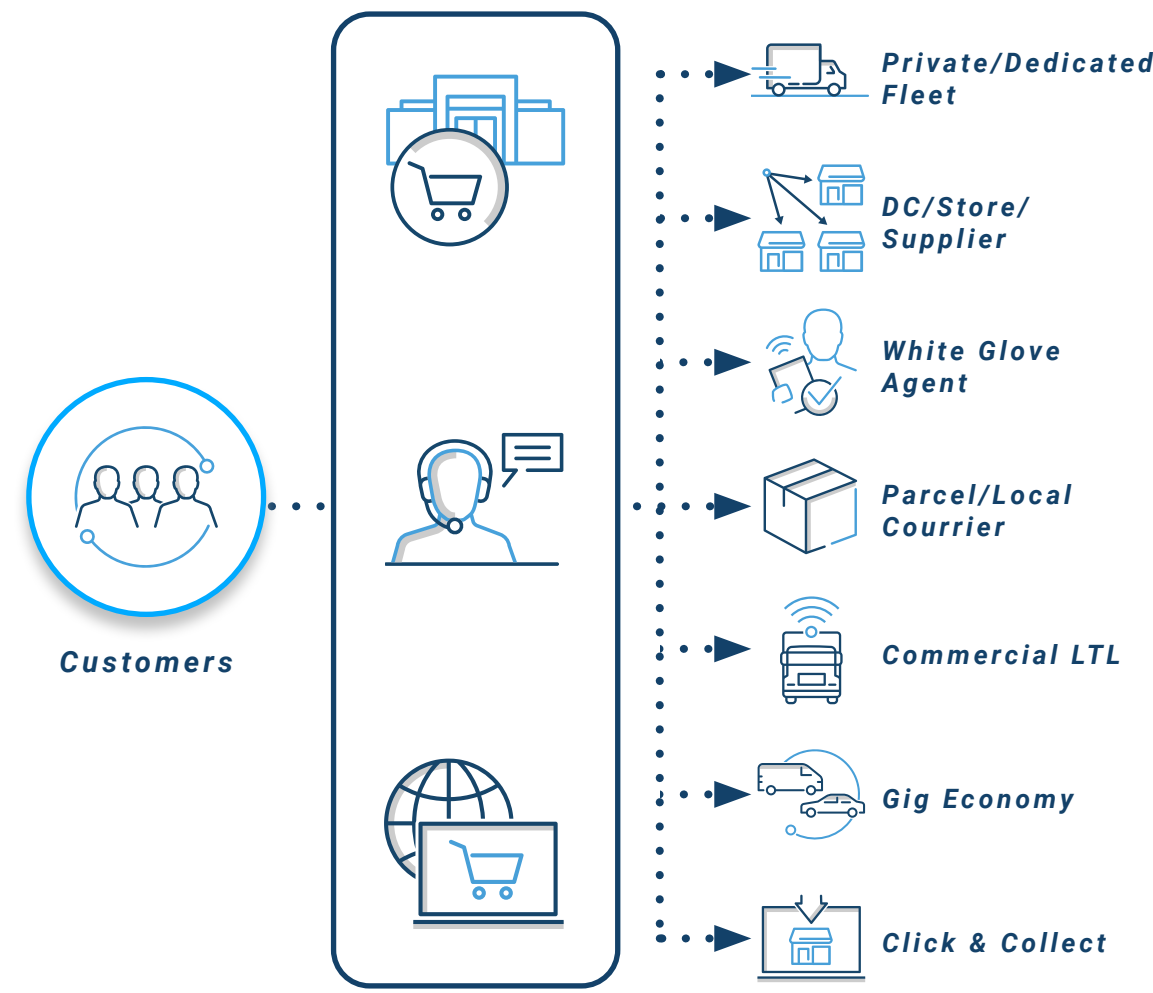 Private/Dedicated
Fleet
DC/Store/
Supplier
White Glove
Agent
Parcel/Local
Courrier
Customers
Commercial LTL
Gig Economy
Click & Collect